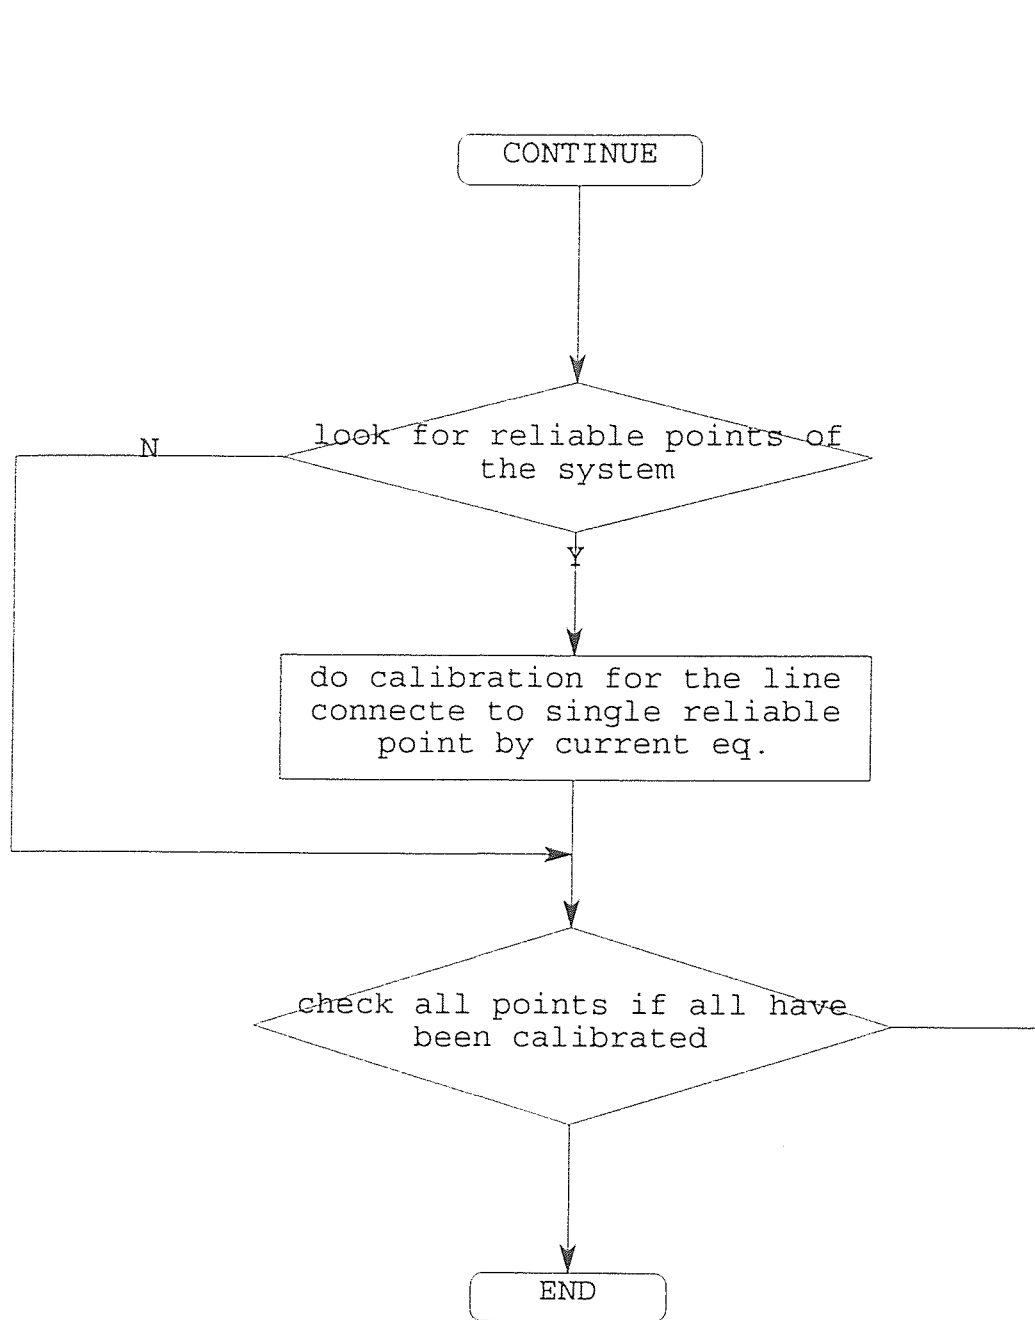 CONTINUE
look for reliable points of
the system
N
Y
do calibration for the line
connecte to single reliable
point by current eq.
check all points if all have
been calibrated
END